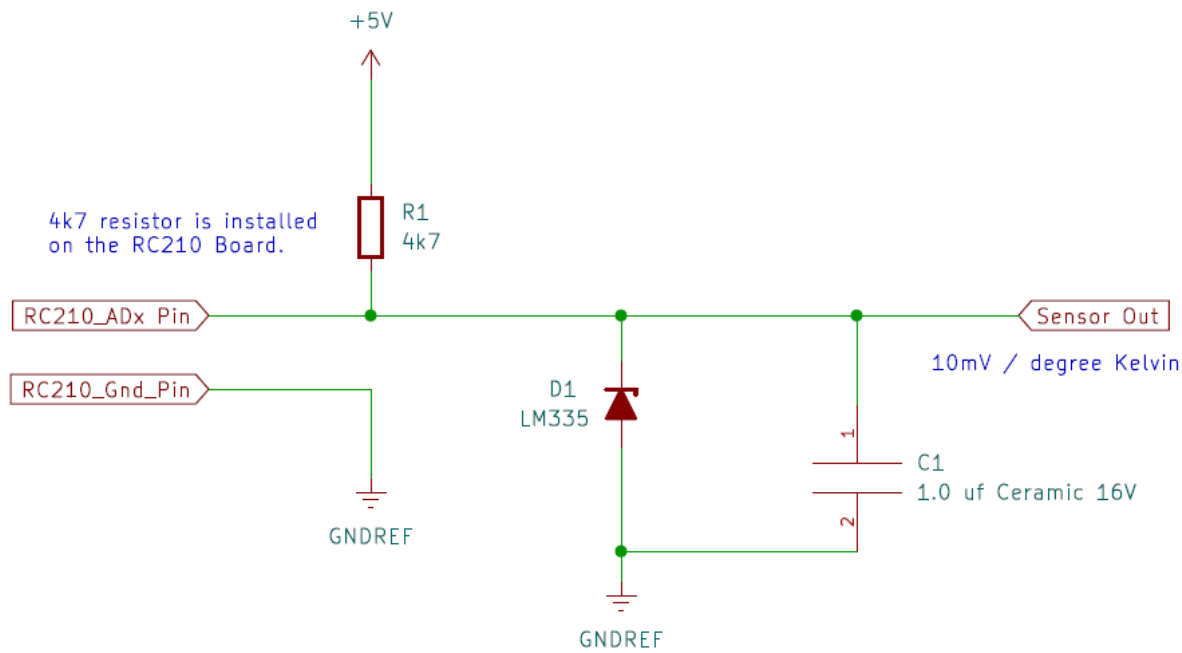 +5V
4k7 resistor is installed
on the RC210 Board.
R1
4k7
RC210_ADx Pin
Sensor Out
10mV / degree Kelvin
RC210_Gnd_Pin
D1
LM335
1
C1
1.0 uf Ceramic 16V
2
GNDREF
GNDREF